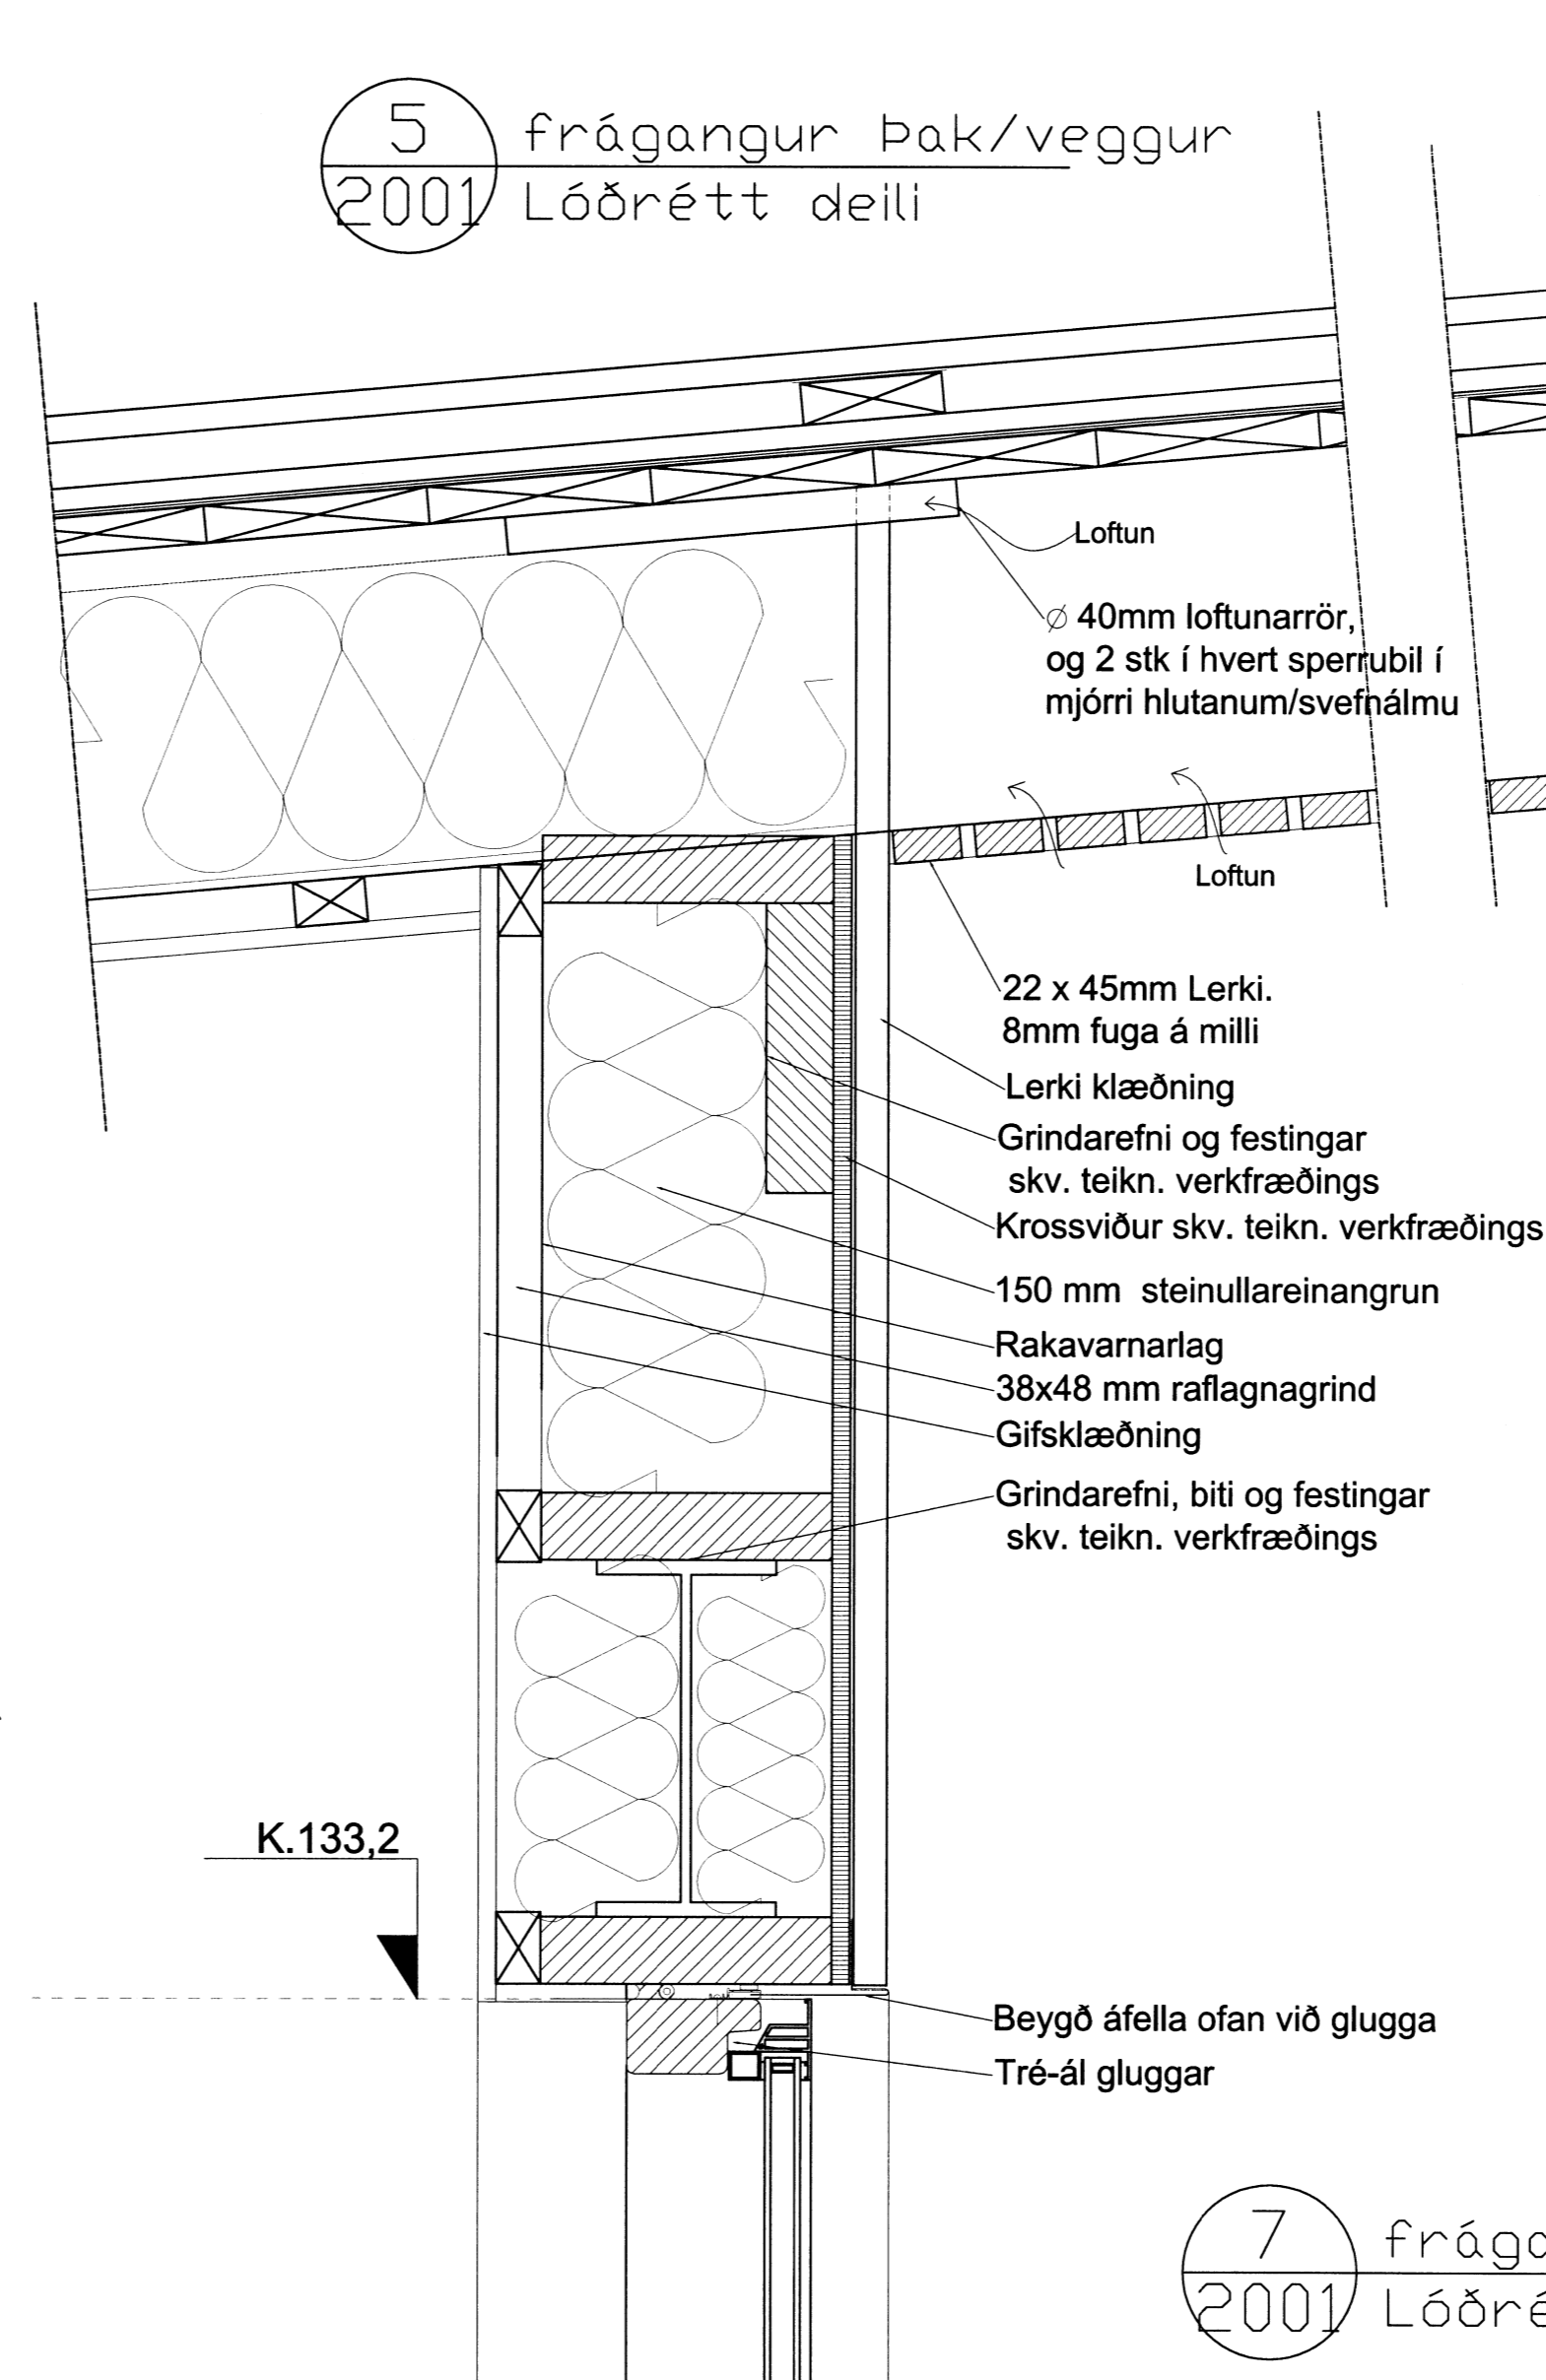 5
frágangur Þak/veggur
2001
Lóðrétt deili
Loftun
∅ 40mm loftunarrör,
og 2 stk í hvert sperrubil í
mjórri hlutanum/svefnálmu
Loftun
22 x 45mm Lerki.
8mm fuga á milli
Lerki klæðning
Grindarefni og festingar
skv. teikn. verkfræðings
Krossviður skv. teikn. verkfræðings
150 mm steinullareinangrun
Rakavarnarlag
38x48 mm raflagnagrind
Gifsklæðning
Grindarefni, biti og festingar
skv. teikn. verkfræðings
K.133,2
Beygð áfella ofan við glugga
Tré-ál gluggar
7
2001